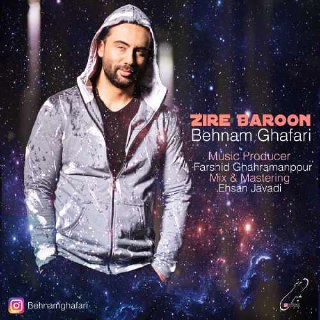 ZIRE BAROON
Behnam Ghafari
Music Producer
Farshid Ghahramanpour
Mix & Mastering
Ehsan Javadi
Behnamghafari